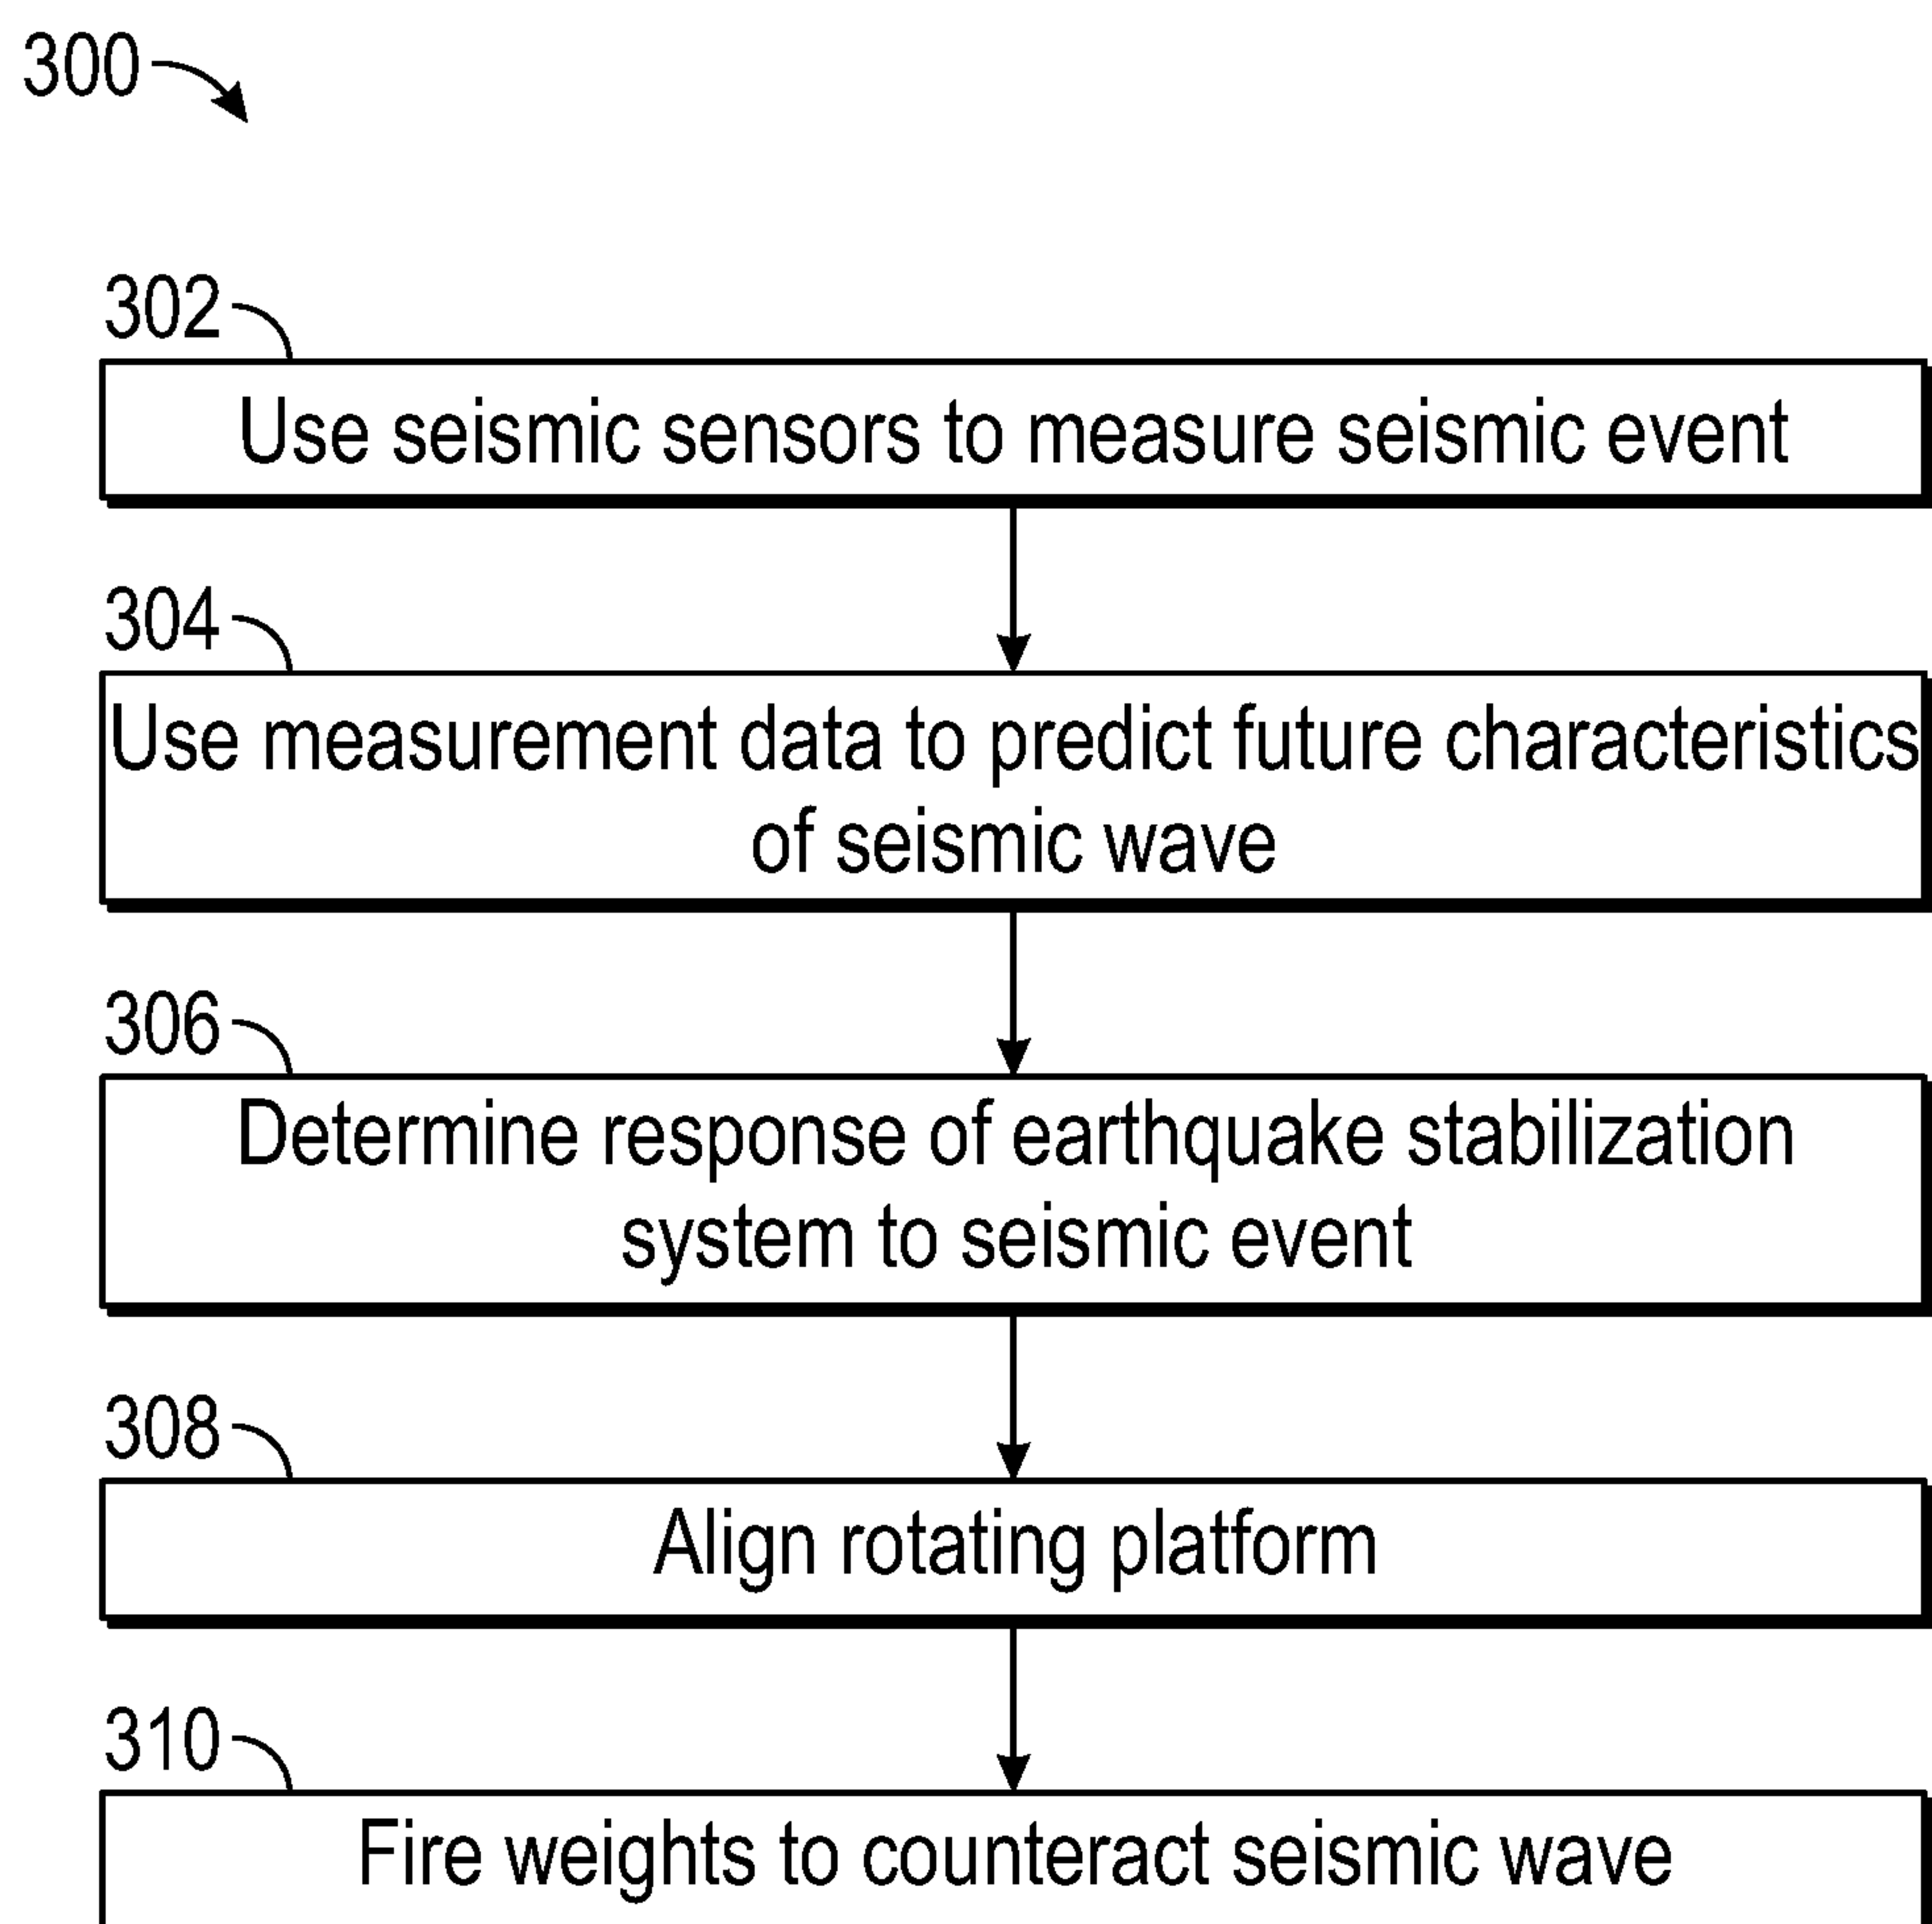 300
302
Use seismic sensors to measure seismic event
304
Use measurement data to predict future characteristics
of seismic wave
306
Determine response of earthquake stabilization
system to seismic event
308
Align rotating platform
310
Fire weights to counteract seismic wave